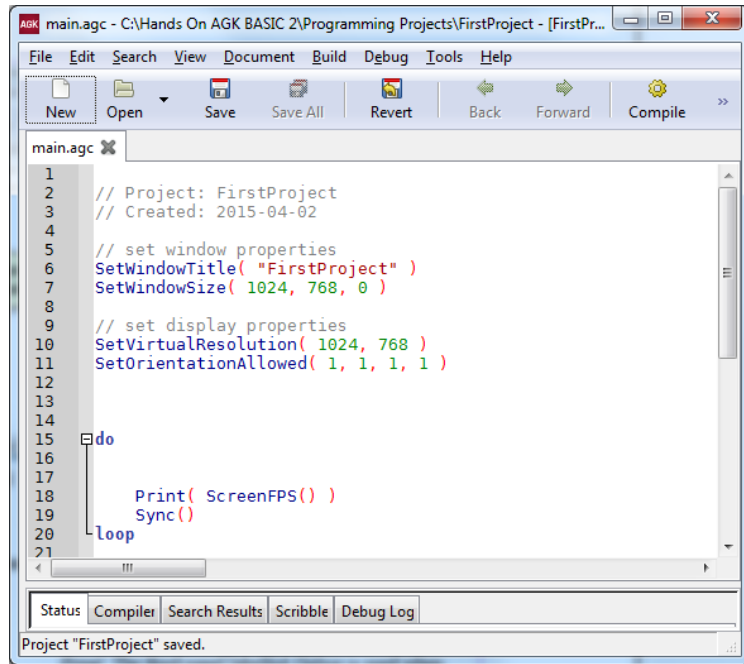 AGK main.agc - C:\Hands On AGK BASIC 2\Programming Projects\FirstProject - [FirstPr...
File Edit Search View Document Build Debug Tools Help
New Open Save Save All Revert Back Forward Compile »
main.agc
1
2 // Project: FirstProject
3 // Created: 2015-04-02
4
5 // set window properties
6 SetWindowTitle( "FirstProject" )
7 SetWindowSize( 1024, 768, 0 )
8
9 // set display properties
10 SetVirtualResolution( 1024, 768 )
11 SetOrientationAllowed( 1, 1, 1, 1 )
12
13
14
15 do
16
17
18 Print( ScreenFPS() )
19 Sync()
20 loop
21
Status Compiler Search Results Scribble Debug Log
Project "FirstProject" saved.